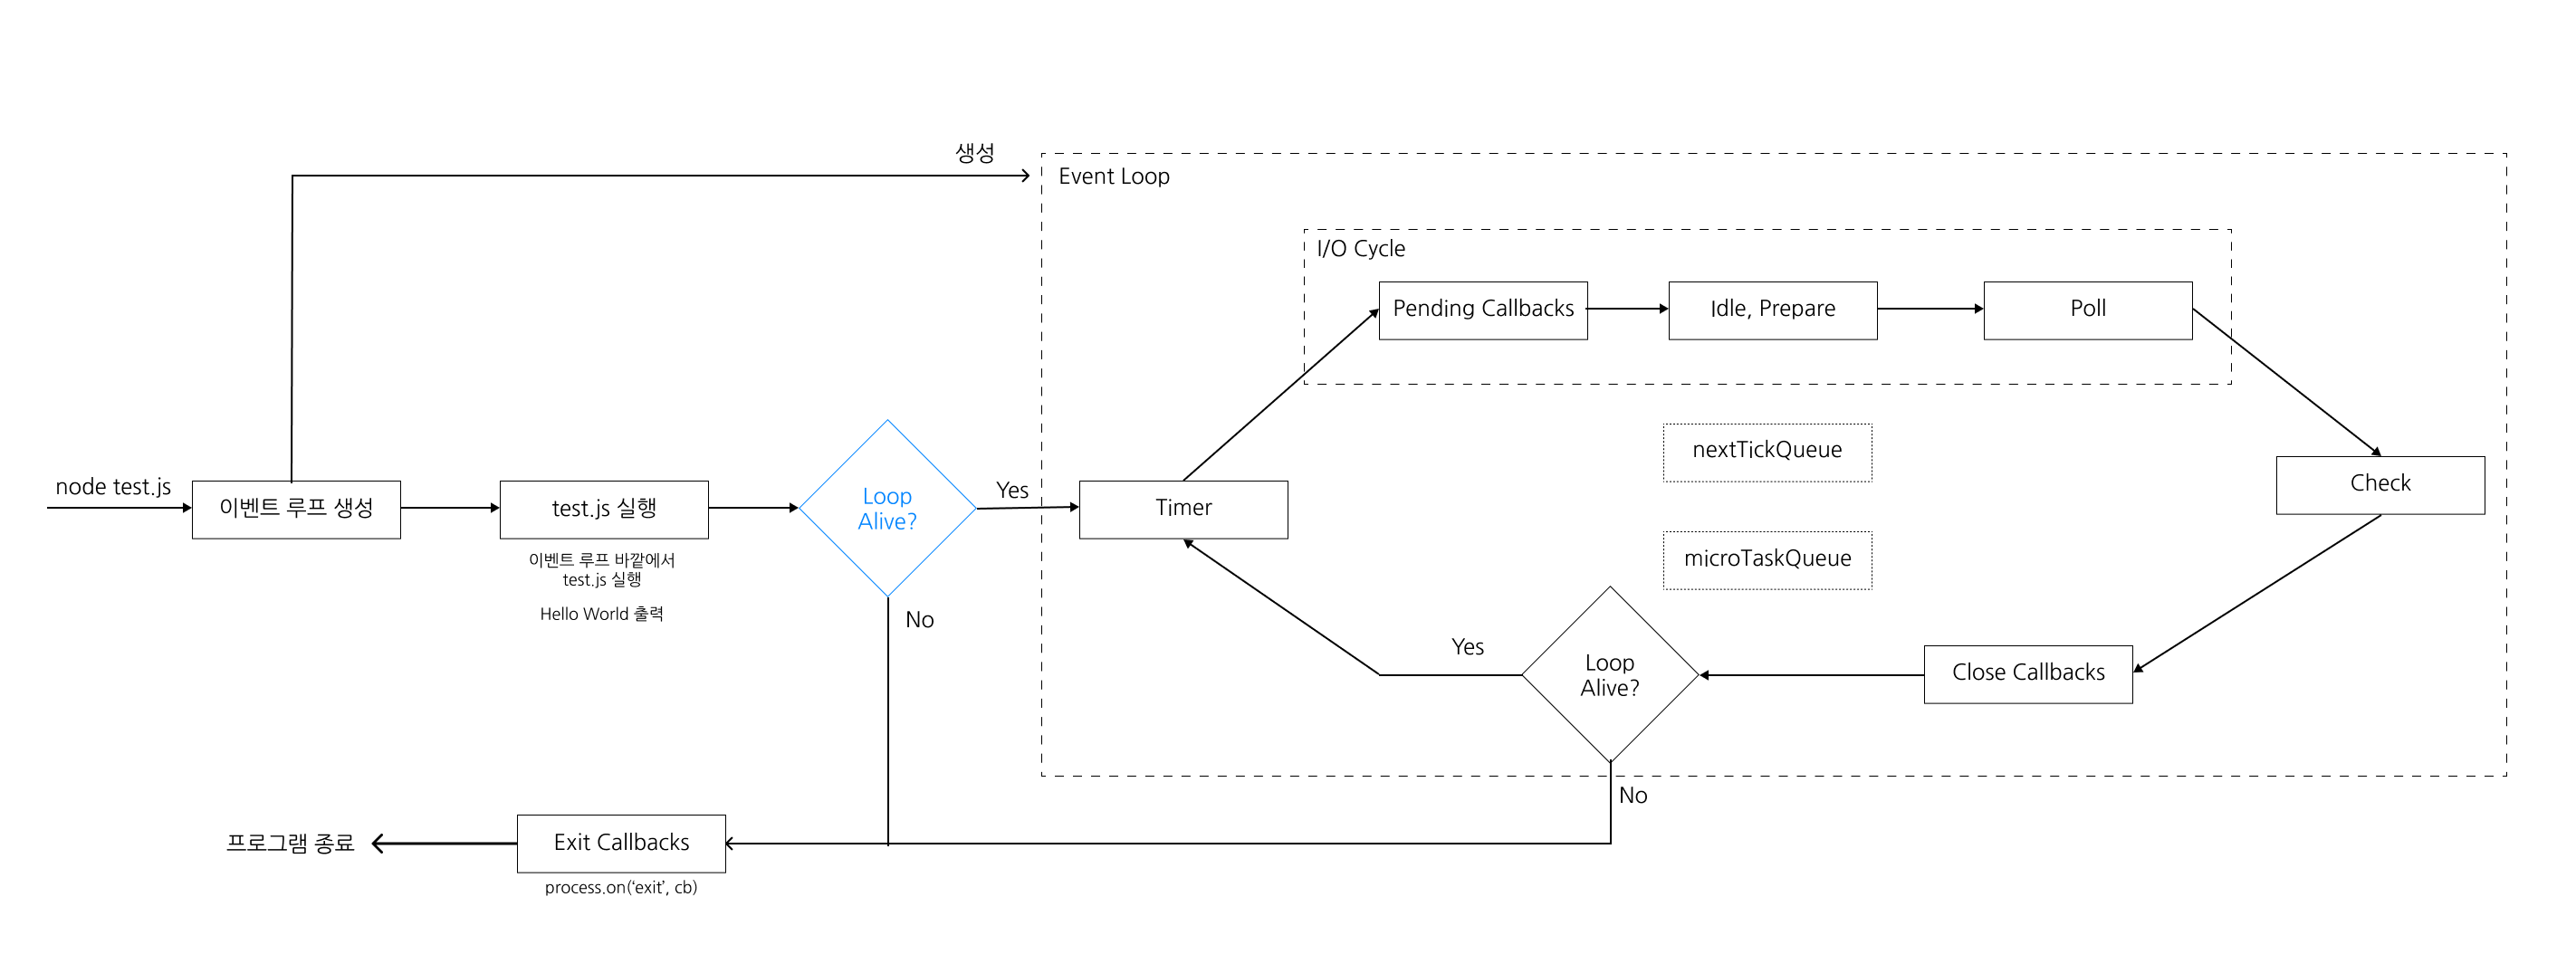 생성
Event Loop
I/O Cycle
Pending Callbacks
Idle, Prepare
Poll
nextTickQueue
Check
node test.js
이벤트 루프 생성
test.js 실행
이벤트 루프 바깥에서
test.js 실행
Hello World 출력
Loop
Alive?
Yes
No
Timer
microTaskQueue
Yes
Loop
Alive?
Close Callbacks
No
프로그램 종료
Exit Callbacks
process.on(‘exit’, cb)